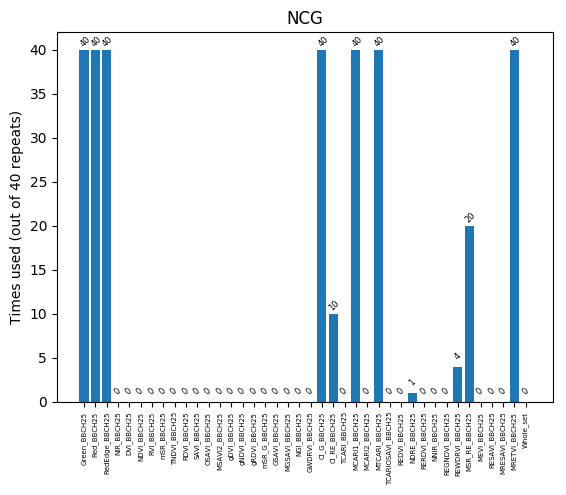 NCG
Times used (out of 40 repeats)
40
35
30
25
20
15
10
5
0
40 40 40 0 0 0 0 0 0 0 0 0 0 0 0 0 0 0 0 0 0 40 10 0 40 0 40 0 0 1 0 0 0 4 20 0 0 0 40 0
Green_BBCH25
Red_BBCH25
RedEdge_BBCH25
NIR_BBCH25
DVI_BBCH25
NDVI_BBCH25
RVI_BBCH25
mSR_BBCH25
TNDVI_BBCH25
RDVI_BBCH25
SAVI_BBCH25
OSAVI_BBCH25
MSAVI2_BBCH25
gDVI_BBCH25
gNDVI_BBCH25
gRDVI_BBCH25
mSR_G_BBCH25
GSAVI_BBCH25
MGSAVI_BBCH25
NGI_BBCH25
GWDRVI_BBCH25
CI_G_BBCH25
CI_RE_BBCH25
TCARI_BBCH25
MCARI1_BBCH25
MCARI2_BBCH25
MTCARI_BBCH25
TCARIOSAVI_BBCH25
REDVI_BBCH25
NDRE_BBCH25
RERDVI_BBCH25
NNIR_BBCH25
REGNDVI_BBCH25
REWDRVI_BBCH25
MSR_RE_BBCH25
MEVI_BBCH25
RESAVI_BBCH25
MRESAVI_BBCH25
MRETVI_BBCH25
Whole_set